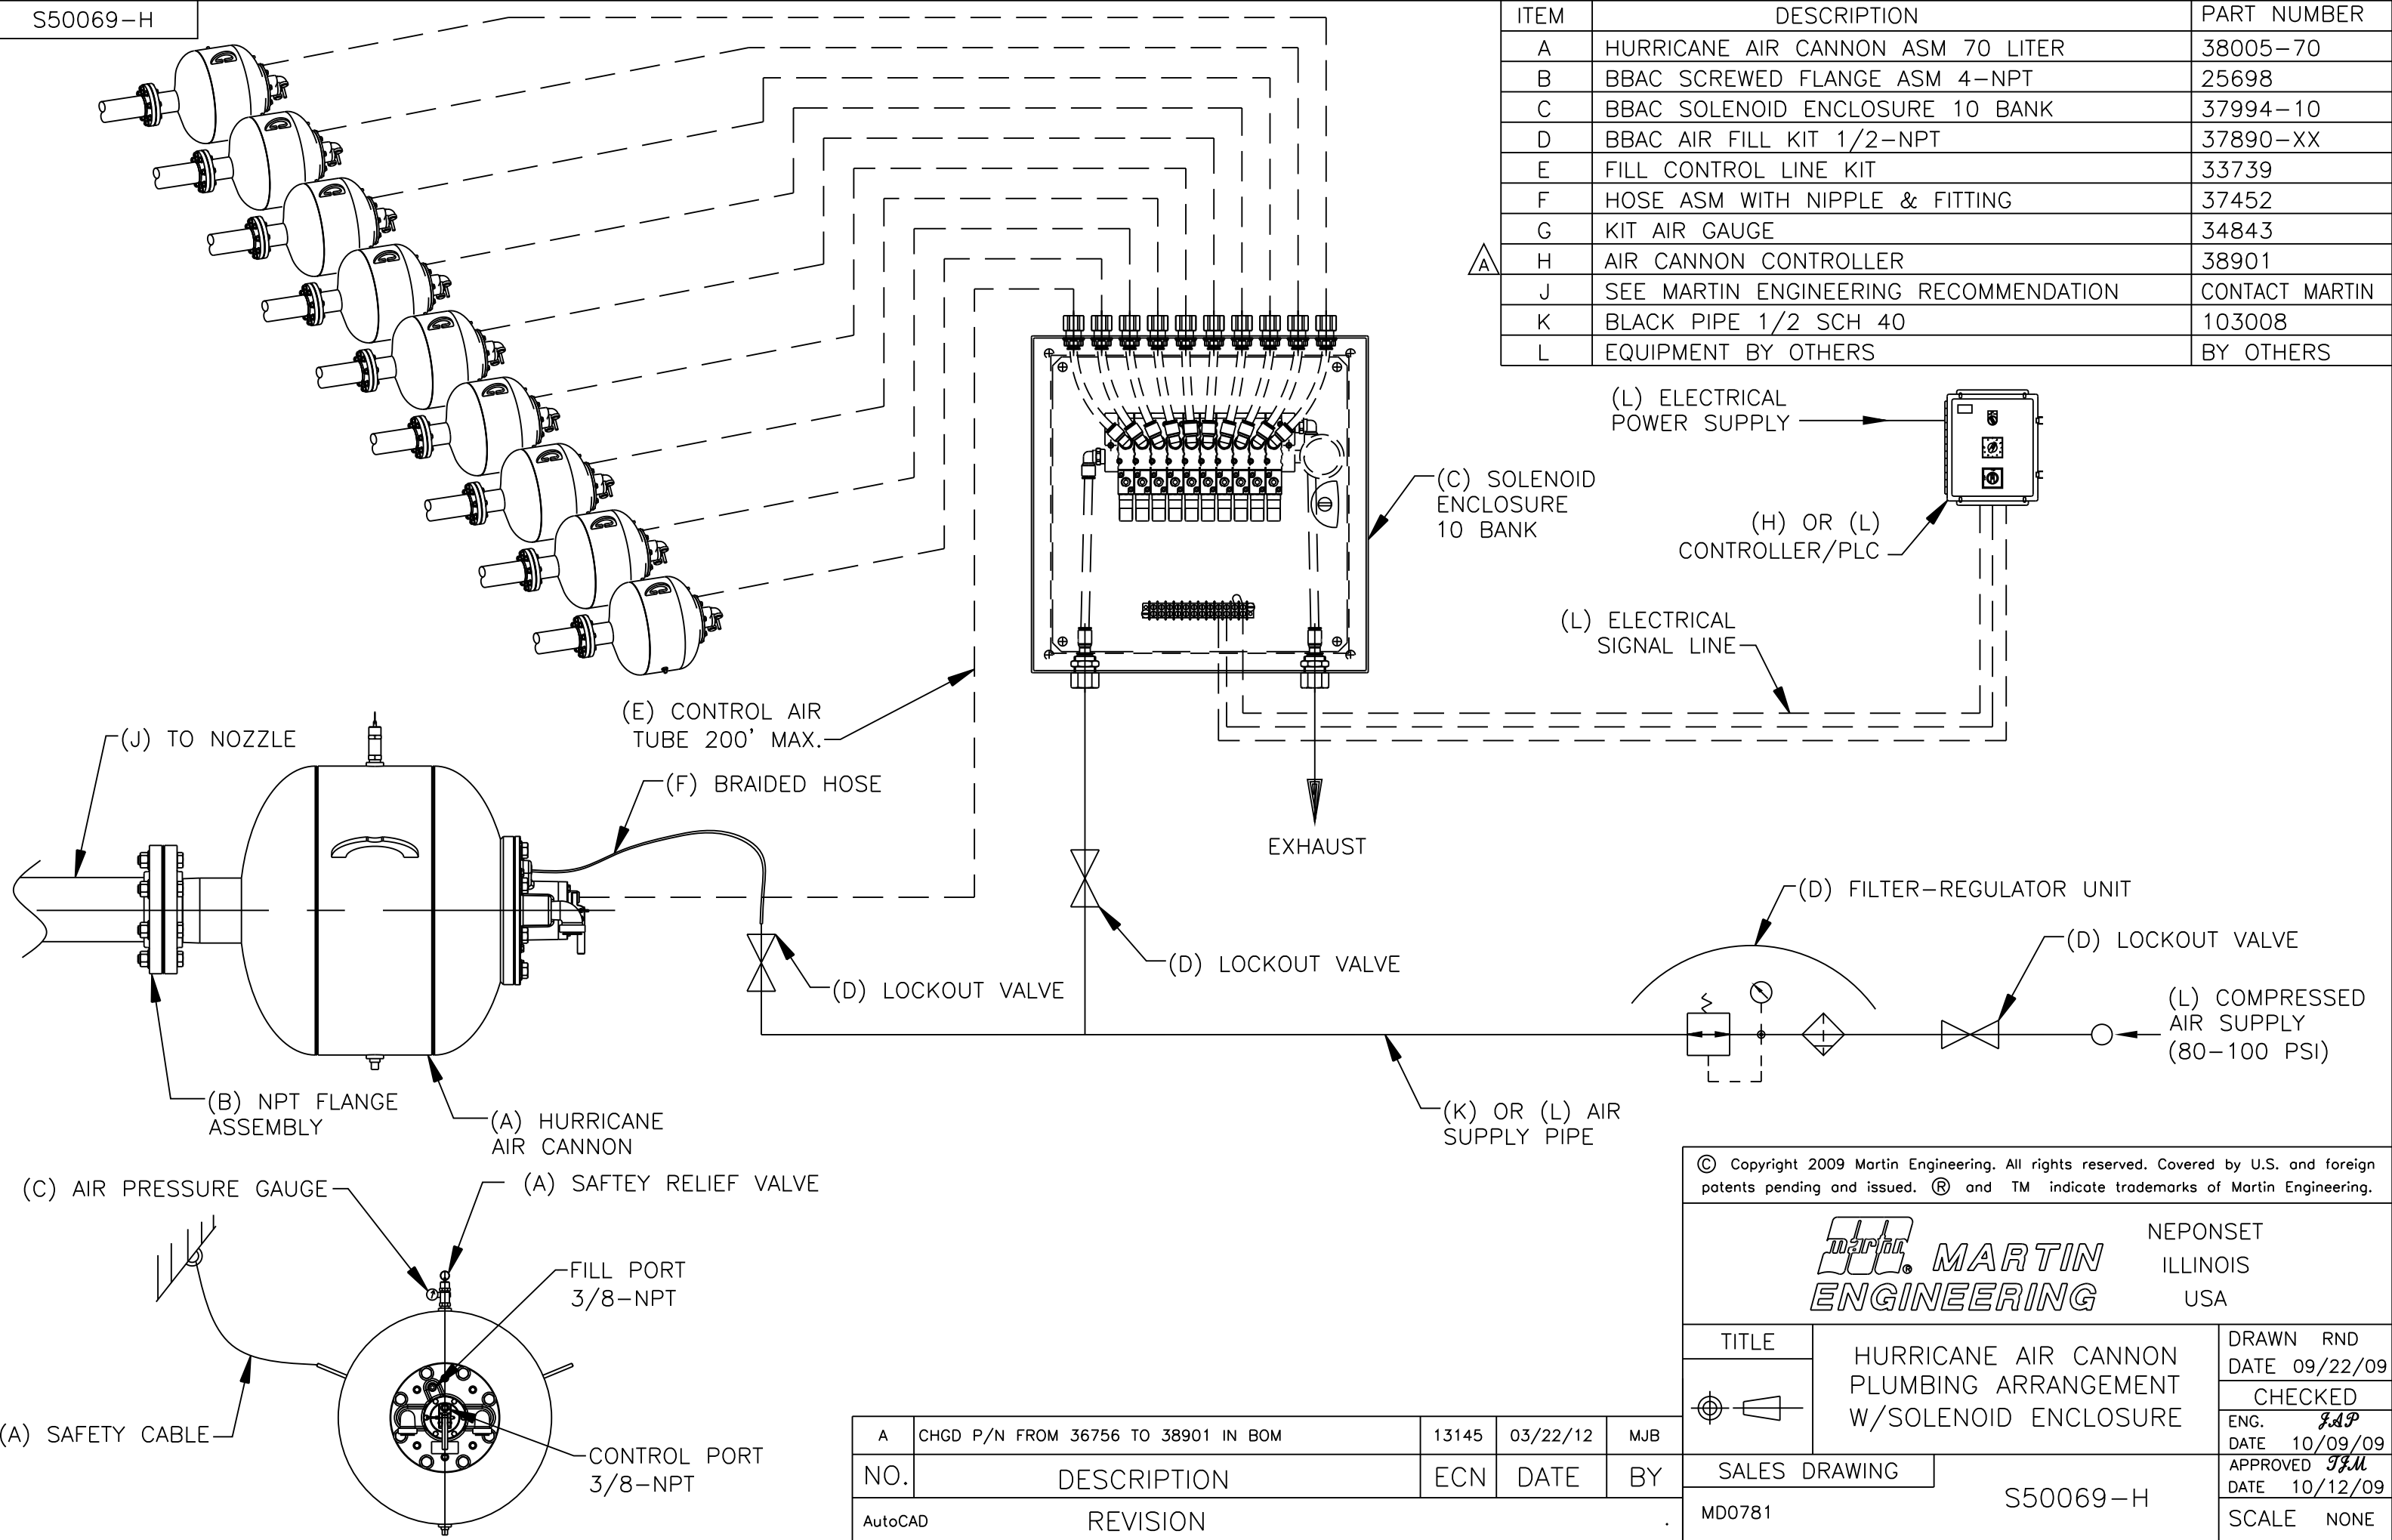 S50069-H
ITEM DESCRIPTION PART NUMBER
A HURRICANE AIR CANNON ASM 70 LITER 38005-70
B BBAC SCREWED FLANGE ASM 4-NPT 25698
C BBAC SOLENOID ENCLOSURE 10 BANK 37994-10
D BBAC AIR FILL KIT 1/2-NPT 37890-XX
E FILL CONTROL LINE KIT 33739
F HOSE ASM WITH NIPPLE & FITTING 37452
G KIT AIR GAUGE 34843
A H AIR CANNON CONTROLLER 38901
J SEE MARTIN ENGINEERING RECOMMENDATION CONTACT MARTIN
K BLACK PIPE 1/2 SCH 40 103008
L EQUIPMENT BY OTHERS BY OTHERS
(L) ELECTRICAL
POWER SUPPLY
(C) SOLENOID
ENCLOSURE
10 BANK
(H) OR (L)
CONTROLLER/PLC
(L) ELECTRICAL
SIGNAL LINE
(E) CONTROL AIR
TUBE 200' MAX.
(J) TO NOZZLE
(F) BRAIDED HOSE
EXHAUST
(D) FILTER-REGULATOR UNIT
(D) LOCKOUT VALVE
(D) LOCKOUT VALVE
(D) LOCKOUT VALVE
(L) COMPRESSED
AIR SUPPLY
(80-100 PSI)
(B) NPT FLANGE
ASSEMBLY
(A) HURRICANE
AIR CANNON
(K) OR (L) AIR
SUPPLY PIPE
(C) AIR PRESSURE GAUGE
(A) SAFTEY RELIEF VALVE
FILL PORT
3/8-NPT
(A) SAFETY CABLE
CONTROL PORT
3/8-NPT
© Copyright 2009 Martin Engineering. All rights reserved. Covered by U.S. and foreign
patents pending and issued. ® and TM indicate trademarks of Martin Engineering.
martin ® MARTIN
ENGINEERING
NEPONSET
ILLINOIS
USA
TITLE
HURRICANE AIR CANNON
PLUMBING ARRANGEMENT
W/SOLENOID ENCLOSURE
DRAWN RND
DATE 09/22/09
CHECKED
ENG. JAP
DATE 10/09/09
APPROVED TJM
DATE 10/12/09
SCALE NONE
SALES DRAWING
MD0781
S50069-H
A CHGD P/N FROM 36756 TO 38901 IN BOM 13145 03/22/12 MJB
NO. DESCRIPTION ECN DATE BY
AutoCAD REVISION .